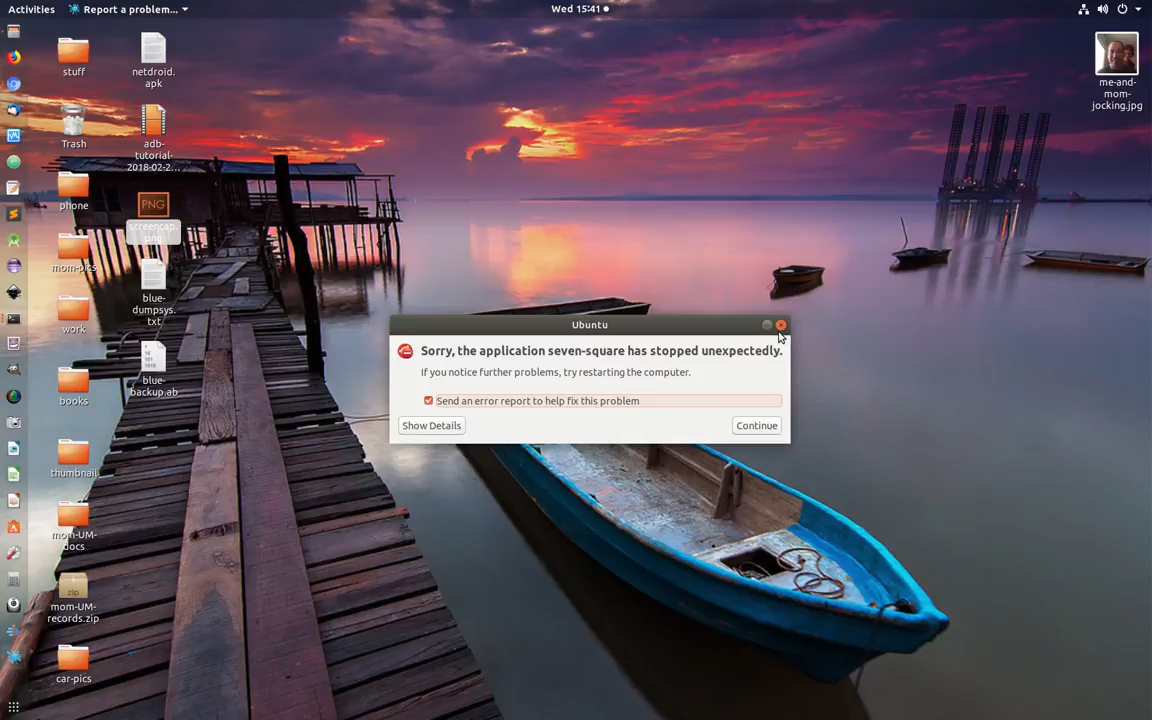 Activities
Report a problem...
Wed 15:41
stuff
netdroid.
apk
me-and-
mom-
jocking.jpg
Trash
adb-
tutorial-
2018-02-2...
phone
PNG
screencap.
png
mom-pics
blue-
dumpsys.
txt
work
blue-
backup.ab
books
thumbnail
mom-UM-
docs
zip
mom-UM-
records.zip
car-pics
Ubuntu
Sorry, the application seven-square has stopped unexpectedly.
If you notice further problems, try restarting the computer.
Send an error report to help fix this problem
Show Details
Continue